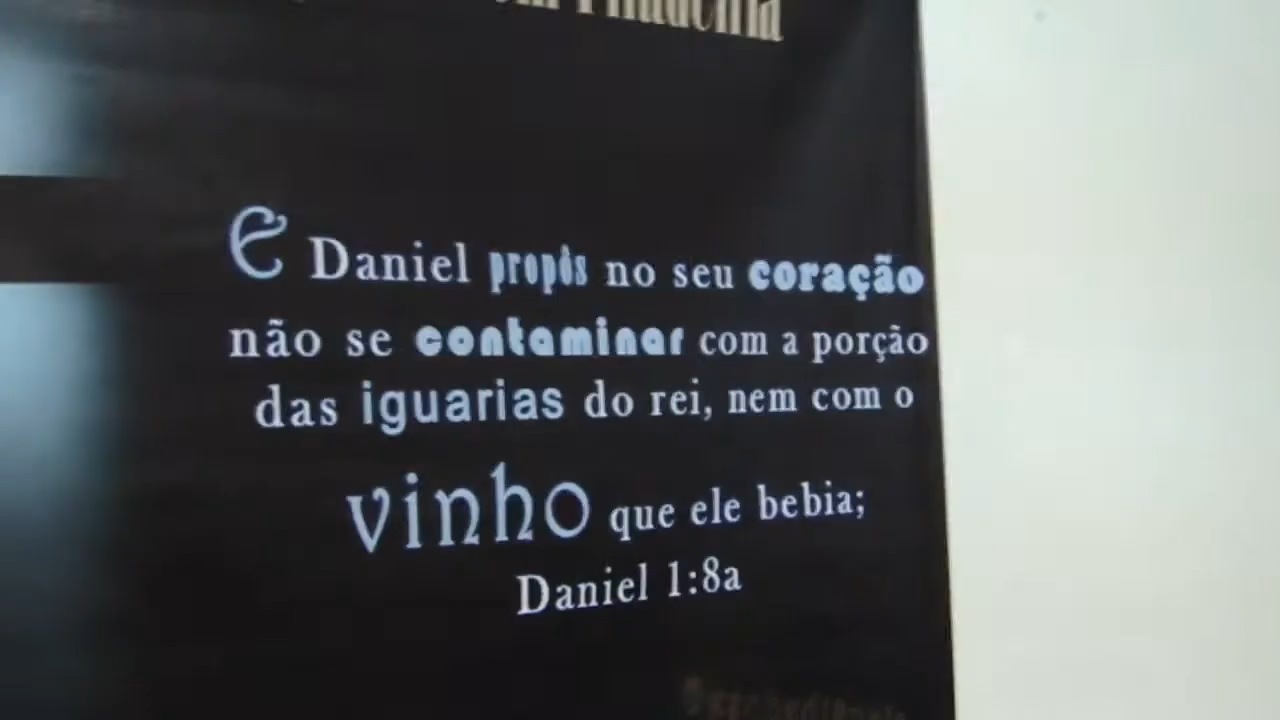 E Daniel propôs no seu coração
não se contaminar com a porção
das iguarias do rei, nem com o
vinho que ele bebia;
Daniel 1:8a